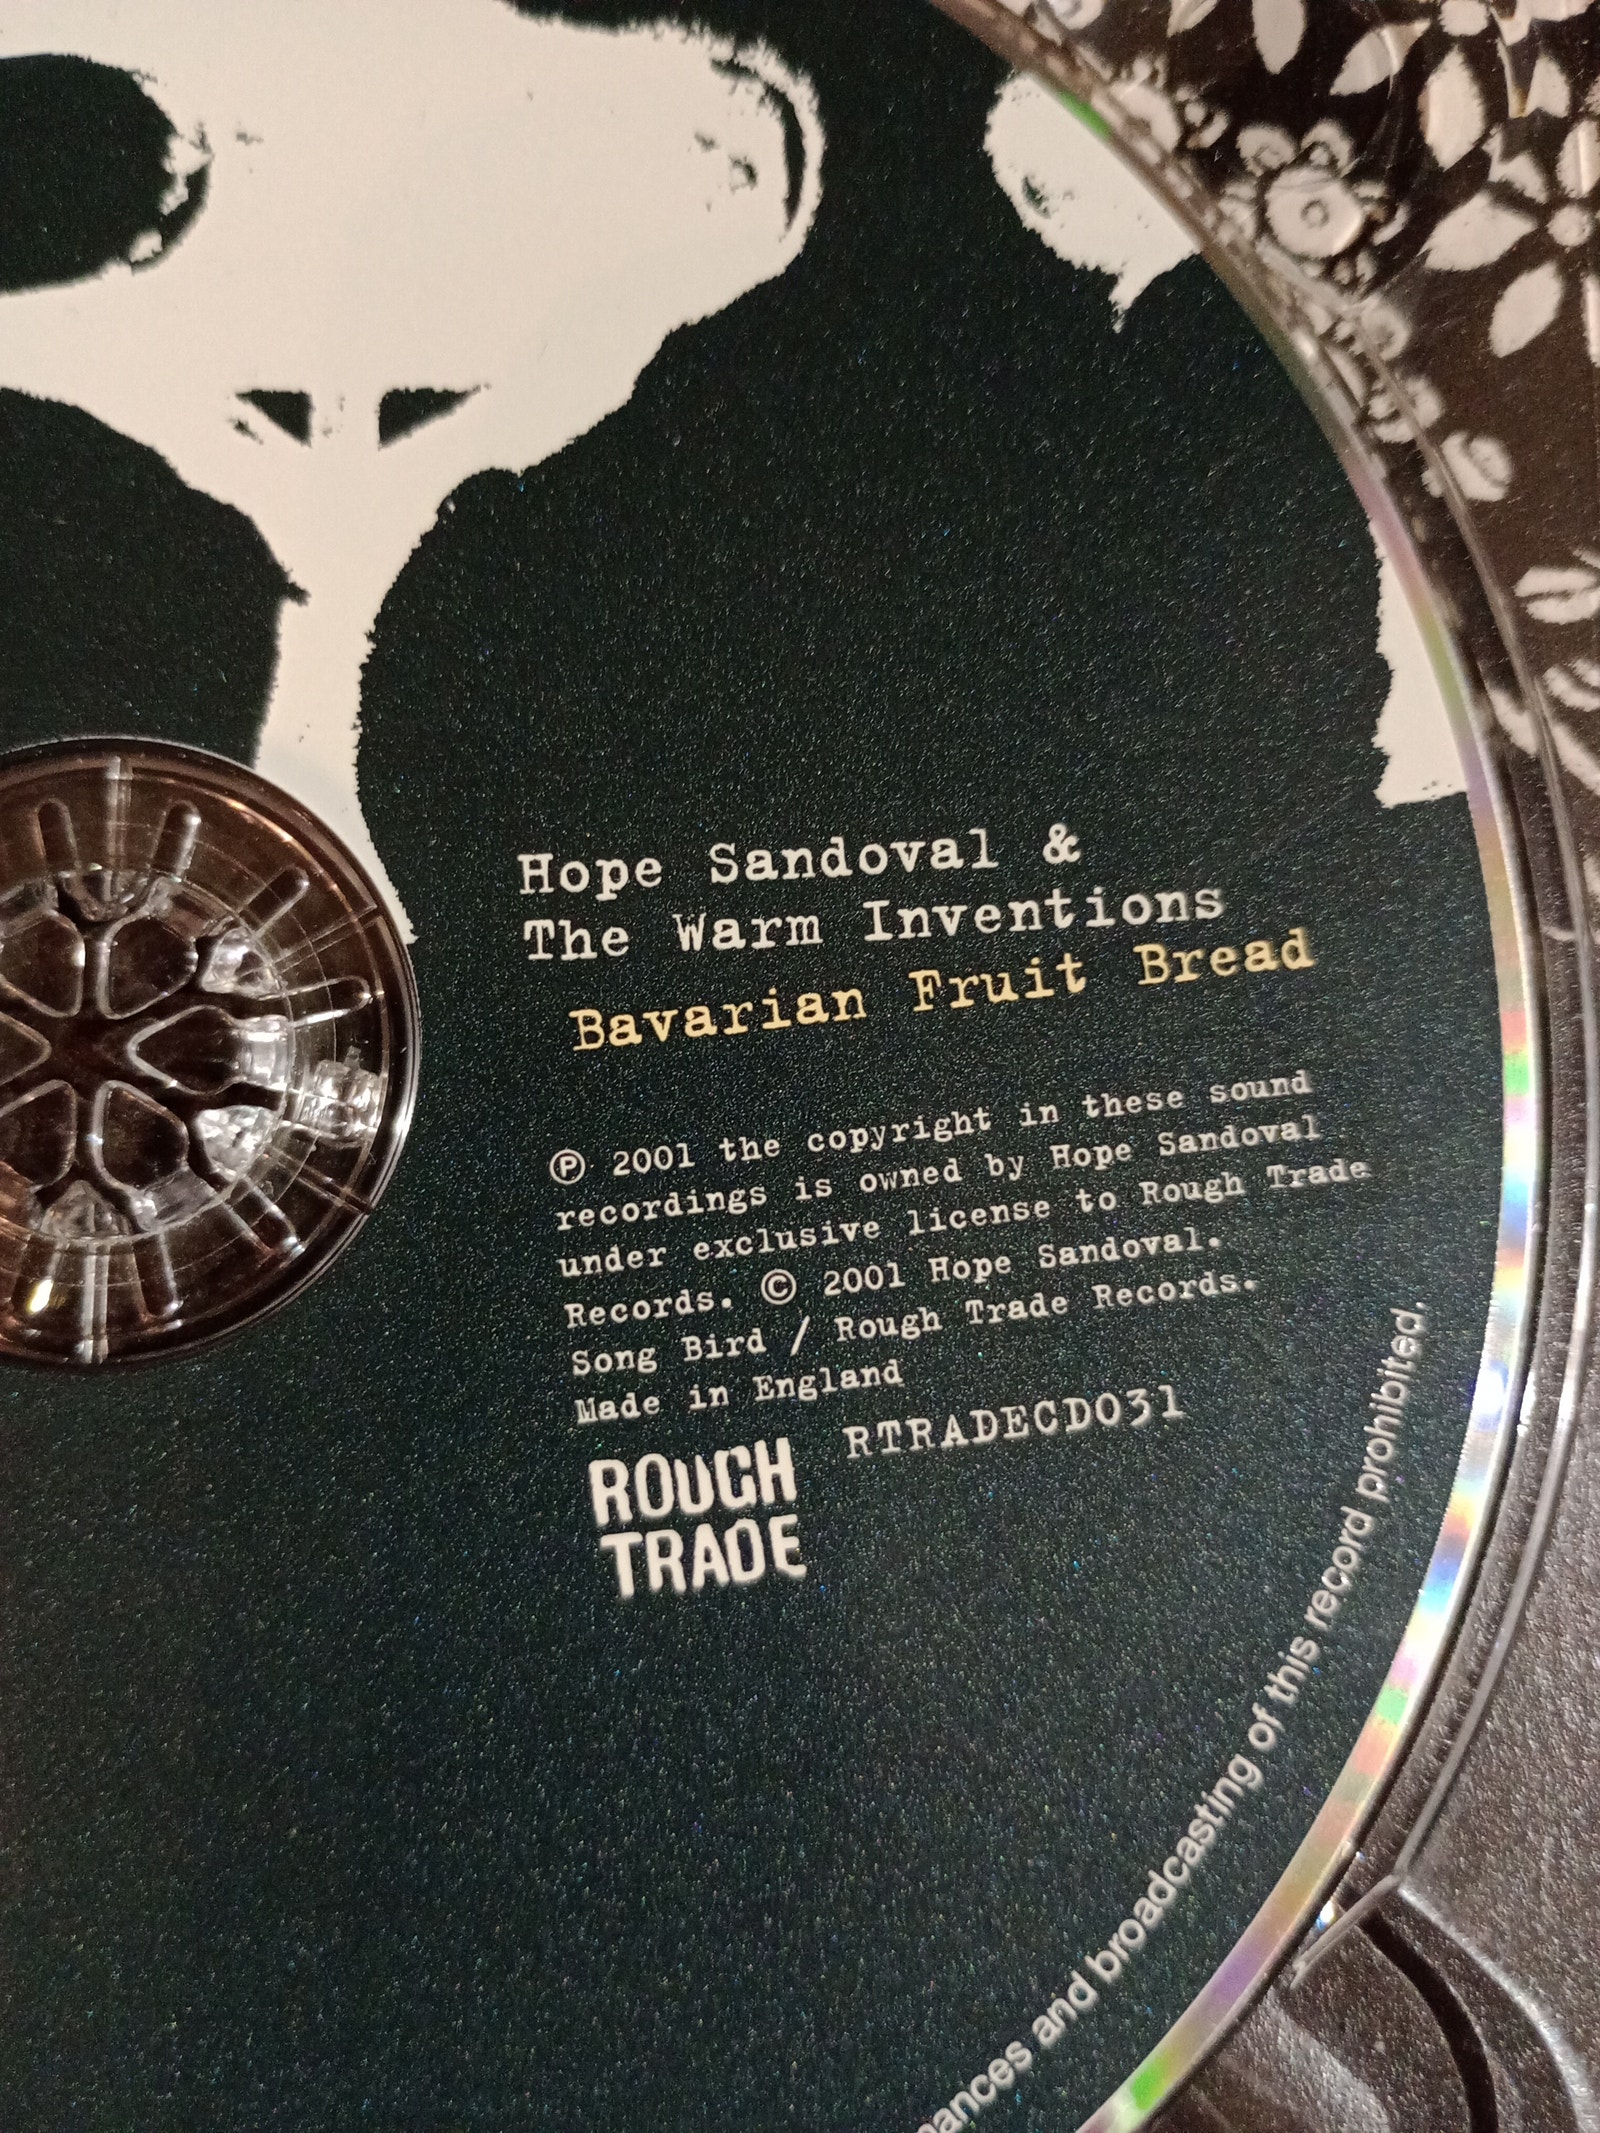 Hope Sandoval &
The Warm Inventions
Bavarian Fruit Bread
℗ 2001 the copyright in these sound
recordings is owned by Hope Sandoval
under exclusive license to Rough Trade
Records. © 2001 Hope Sandoval.
Song Bird / Rough Trade Records.
Made in England
RTRADECD031
ROUGH
TRADE
and broadcasting of this record prohibited.